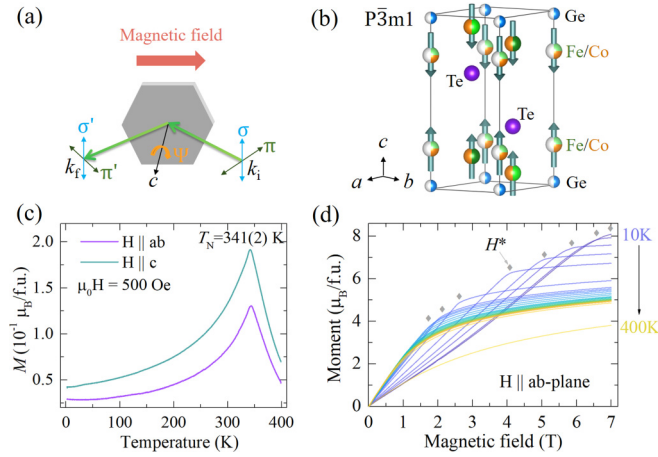 (a)
Magnetic field
σ'
σ
π
k_f
π'
Ψ
k_i
c
(b)
P3̅m1
Ge
Fe/Co
Te
Te
Fe/Co
c
a
b
Ge
(c)
H || ab
H || c
μ₀H = 500 Oe
T_N=341(2) K
2.0
1.5
1.0
0.5
M (10⁻¹ μ_B/f.u.)
0
100
200
300
400
Temperature (K)
(d)
8
6
4
2
0
Moment (μ_B/f.u.)
H*
10K
400K
H || ab-plane
0
1
2
3
4
5
6
7
Magnetic field (T)